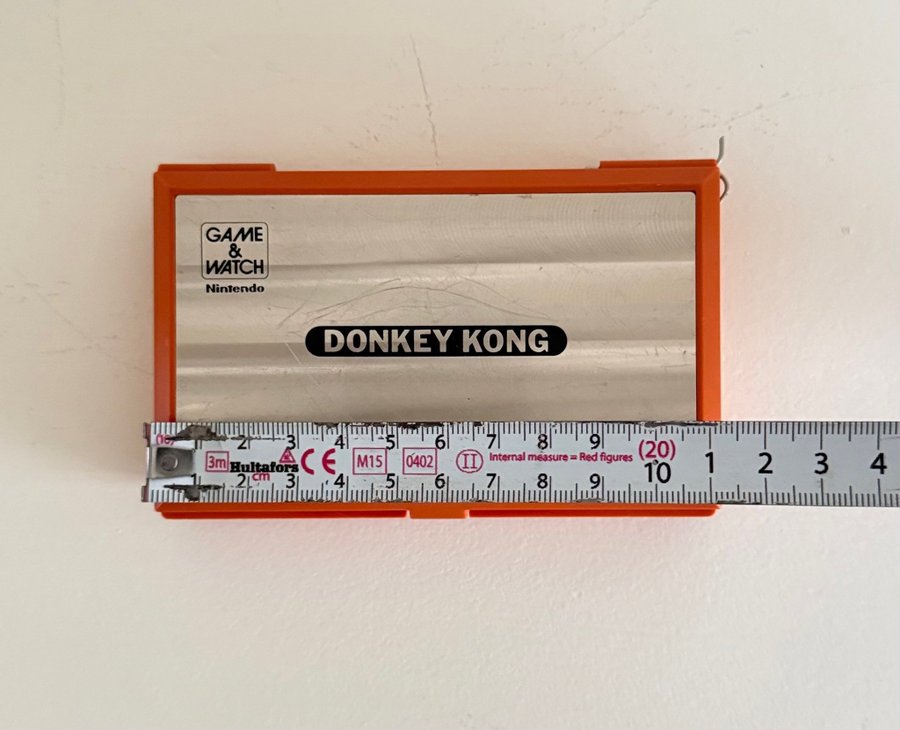 GAME
&
WATCH
Nintendo
DONKEY KONG
2 3 4 5 6 7 8 9 (20)
3m Hultafors CE M15 0402 II Internal measure = Red figures
cm
2 3 4 5 6 7 8 9 10 1 2 3 4